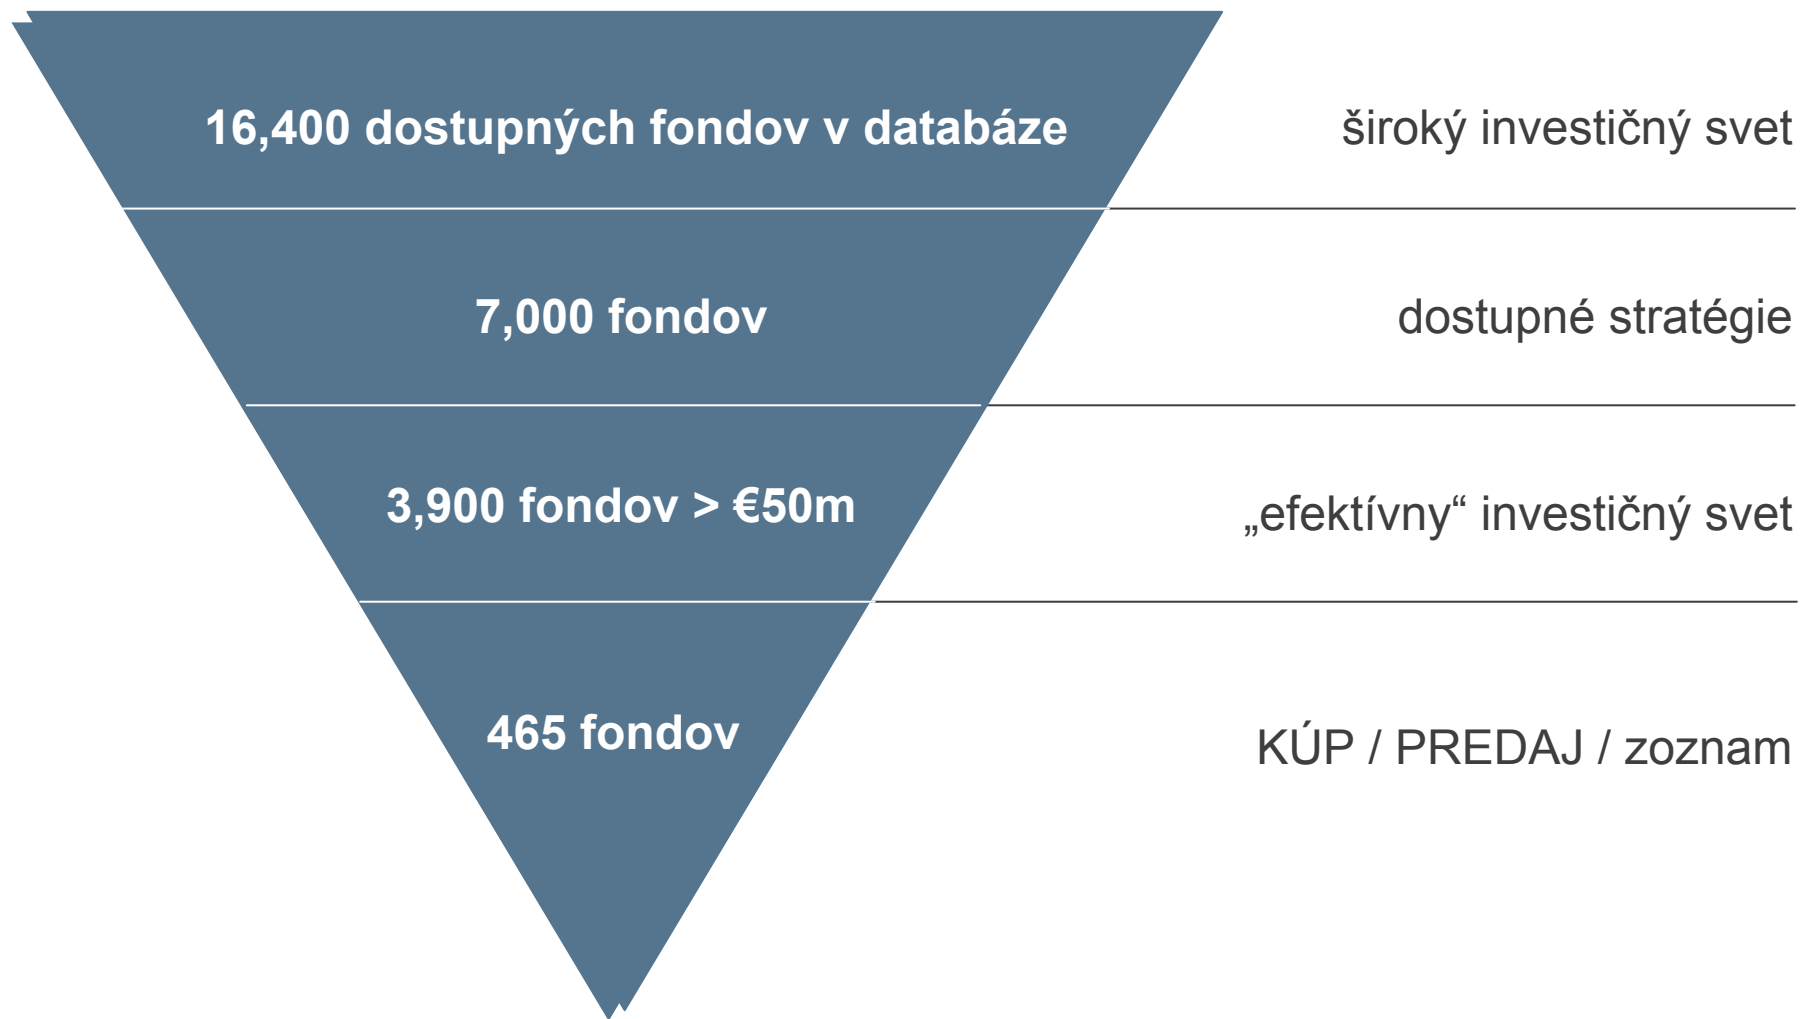 16,400 dostupných fondov v databáze
široký investičný svet
7,000 fondov
dostupné stratégie
3,900 fondov > €50m
„efektívny“ investičný svet
465 fondov
KÚP / PREDAJ / zoznam